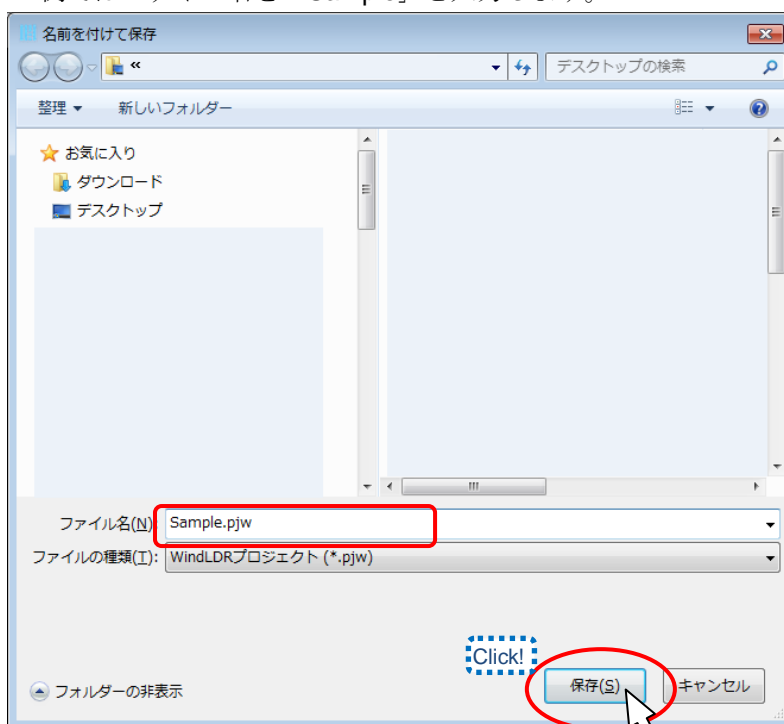 Sample」
名前を付けて保存
«
デスクトップの検索
整理 ▼ 新しいフォルダー
お気に入り
ダウンロード
デスクトップ
ファイル名(N): Sample.pjw
ファイルの種類(T): WindLDRプロジェクト (*.pjw)
Click!
フォルダーの非表示
保存(S)
キャンセル